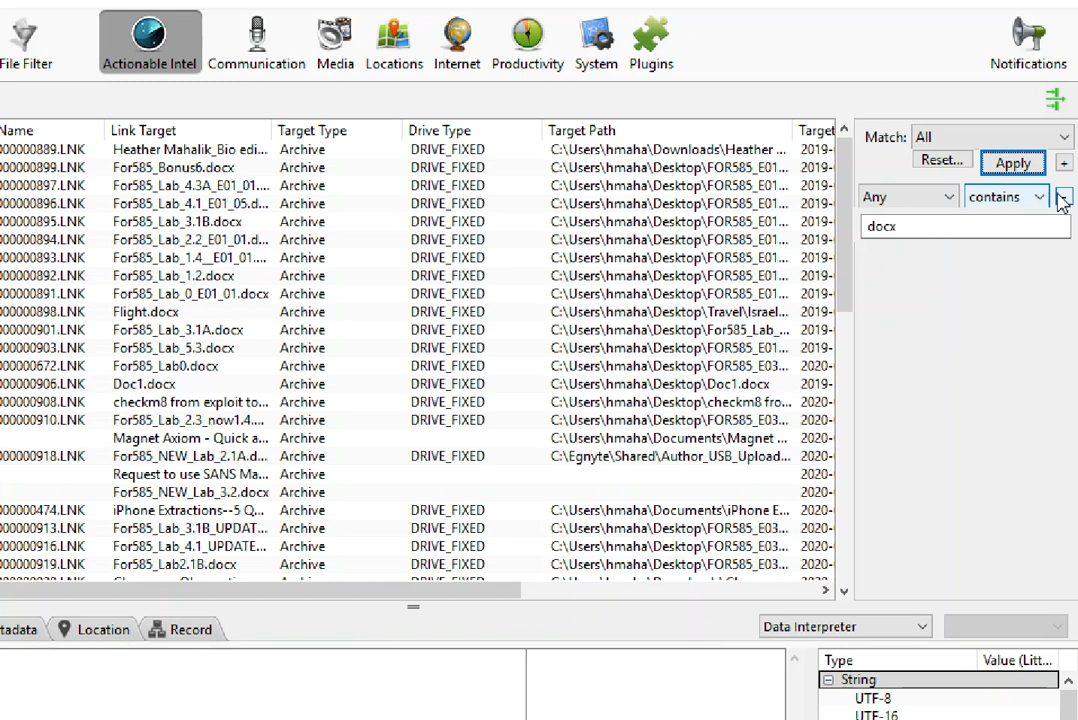 File Filter Actionable Intel Communication Media Locations Internet Productivity System Plugins Notifications
Name Link Target Target Type Drive Type Target Path Target
Match: All
Reset... Apply +
Any contains -
docx
000000889.LNK Heather Mahalik_Bio edi... Archive DRIVE_FIXED C:\Users\hmaha\Downloads\Heather ... 2019-
000000899.LNK For585_Bonus6.docx Archive DRIVE_FIXED C:\Users\hmaha\Desktop\FOR585_E01... 2019-
000000897.LNK For585_Lab_4.3A_E01_01.... Archive DRIVE_FIXED C:\Users\hmaha\Desktop\FOR585_E01... 2019-
000000896.LNK For585_Lab_4.1_E01_05.d... Archive DRIVE_FIXED C:\Users\hmaha\Desktop\FOR585_E01... 2019-
000000895.LNK For585_Lab_3.1B.docx Archive DRIVE_FIXED C:\Users\hmaha\Desktop\FOR585_E01... 2019-
000000894.LNK For585_Lab_2.2_E01_01.d... Archive DRIVE_FIXED C:\Users\hmaha\Desktop\FOR585_E01... 2019-
000000893.LNK For585_Lab_1.4__E01_01.... Archive DRIVE_FIXED C:\Users\hmaha\Desktop\FOR585_E01... 2019-
000000892.LNK For585_Lab_1.2.docx Archive DRIVE_FIXED C:\Users\hmaha\Desktop\FOR585_E01... 2019-
000000891.LNK For585_Lab_0_E01_01.docx Archive DRIVE_FIXED C:\Users\hmaha\Desktop\FOR585_E01... 2019-
000000898.LNK Flight.docx Archive DRIVE_FIXED C:\Users\hmaha\Desktop\Travel\Israel... 2019-
000000901.LNK For585_Lab_3.1A.docx Archive DRIVE_FIXED C:\Users\hmaha\Desktop\For585_Lab_... 2019-
000000903.LNK For585_Lab_5.3.docx Archive DRIVE_FIXED C:\Users\hmaha\Desktop\FOR585_E01... 2019-
000000672.LNK For585_Lab0.docx Archive DRIVE_FIXED C:\Users\hmaha\Desktop\FOR585_E01... 2019-
000000906.LNK Doc1.docx Archive DRIVE_FIXED C:\Users\hmaha\Desktop\Doc1.docx 2019-
000000908.LNK checkm8 from exploit to... Archive DRIVE_FIXED C:\Users\hmaha\Desktop\checkm8 fro... 2020-
000000910.LNK For585_Lab_2.3_now1.4.... Archive DRIVE_FIXED C:\Users\hmaha\Desktop\FOR585_E03... 2020-
Magnet Axiom - Quick a... Archive C:\Users\hmaha\Documents\Magnet ... 2020-
000000918.LNK For585_NEW_Lab_2.1A.d... Archive DRIVE_FIXED C:\Egnyte\Shared\Author_USB_Upload... 2020-
Request to use SANS Ma... Archive 2020-
For585_NEW_Lab_3.2.docx Archive 2020-
000000474.LNK iPhone Extractions--5 Q... Archive DRIVE_FIXED C:\Users\hmaha\Documents\iPhone E... 2020-
000000913.LNK For585_Lab_3.1B_UPDAT... Archive DRIVE_FIXED C:\Users\hmaha\Desktop\FOR585_E03... 2020-
000000916.LNK For585_Lab_4.1_UPDATE... Archive DRIVE_FIXED C:\Users\hmaha\Desktop\FOR585_E03... 2020-
000000919.LNK For585_Lab2.1B.docx Archive DRIVE_FIXED C:\Users\hmaha\Desktop\FOR585_E03... 2020-
tadata Location Record Data Interpreter
Type Value (Litt...
String
UTF-8
UTF-16